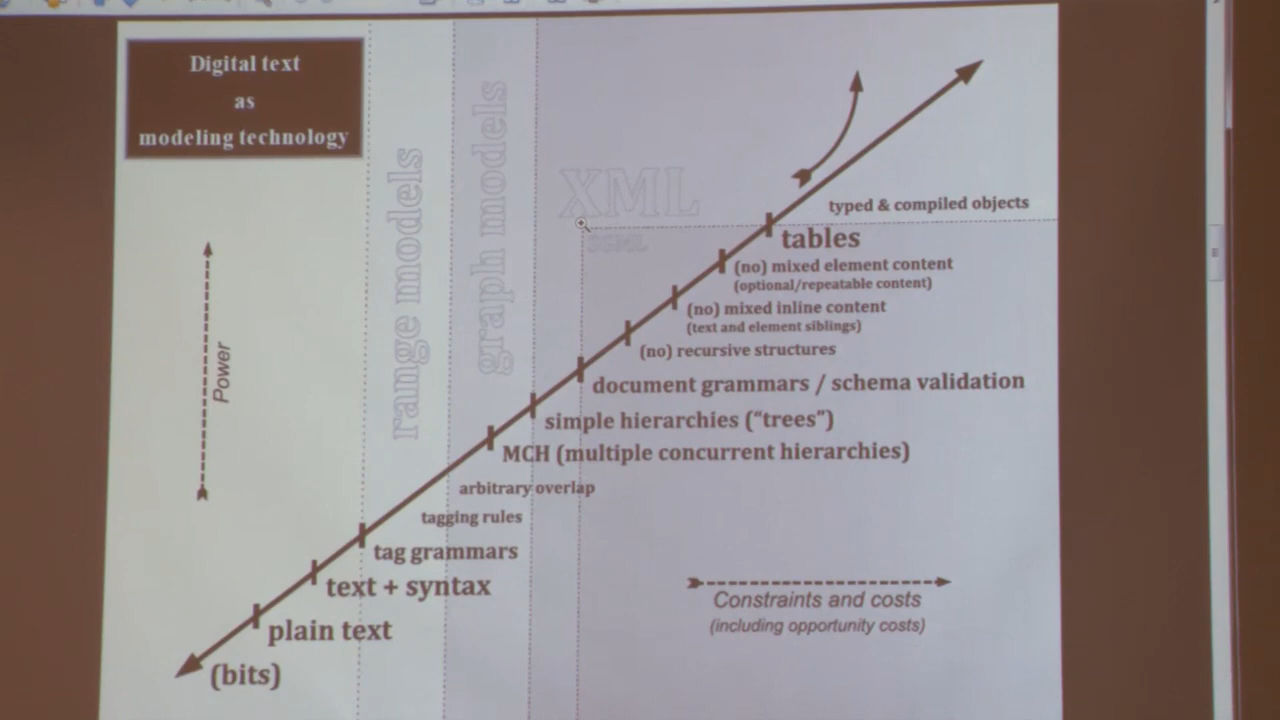 Digital text
as
modeling technology
range models
graph models
XML
SGML
Power
typed & compiled objects
tables
(no) mixed element content
(optional/repeatable content)
(no) mixed inline content
(text and element siblings)
(no) recursive structures
document grammars / schema validation
simple hierarchies (“trees”)
MCH (multiple concurrent hierarchies)
arbitrary overlap
tagging rules
tag grammars
text + syntax
plain text
(bits)
Constraints and costs
(including opportunity costs)